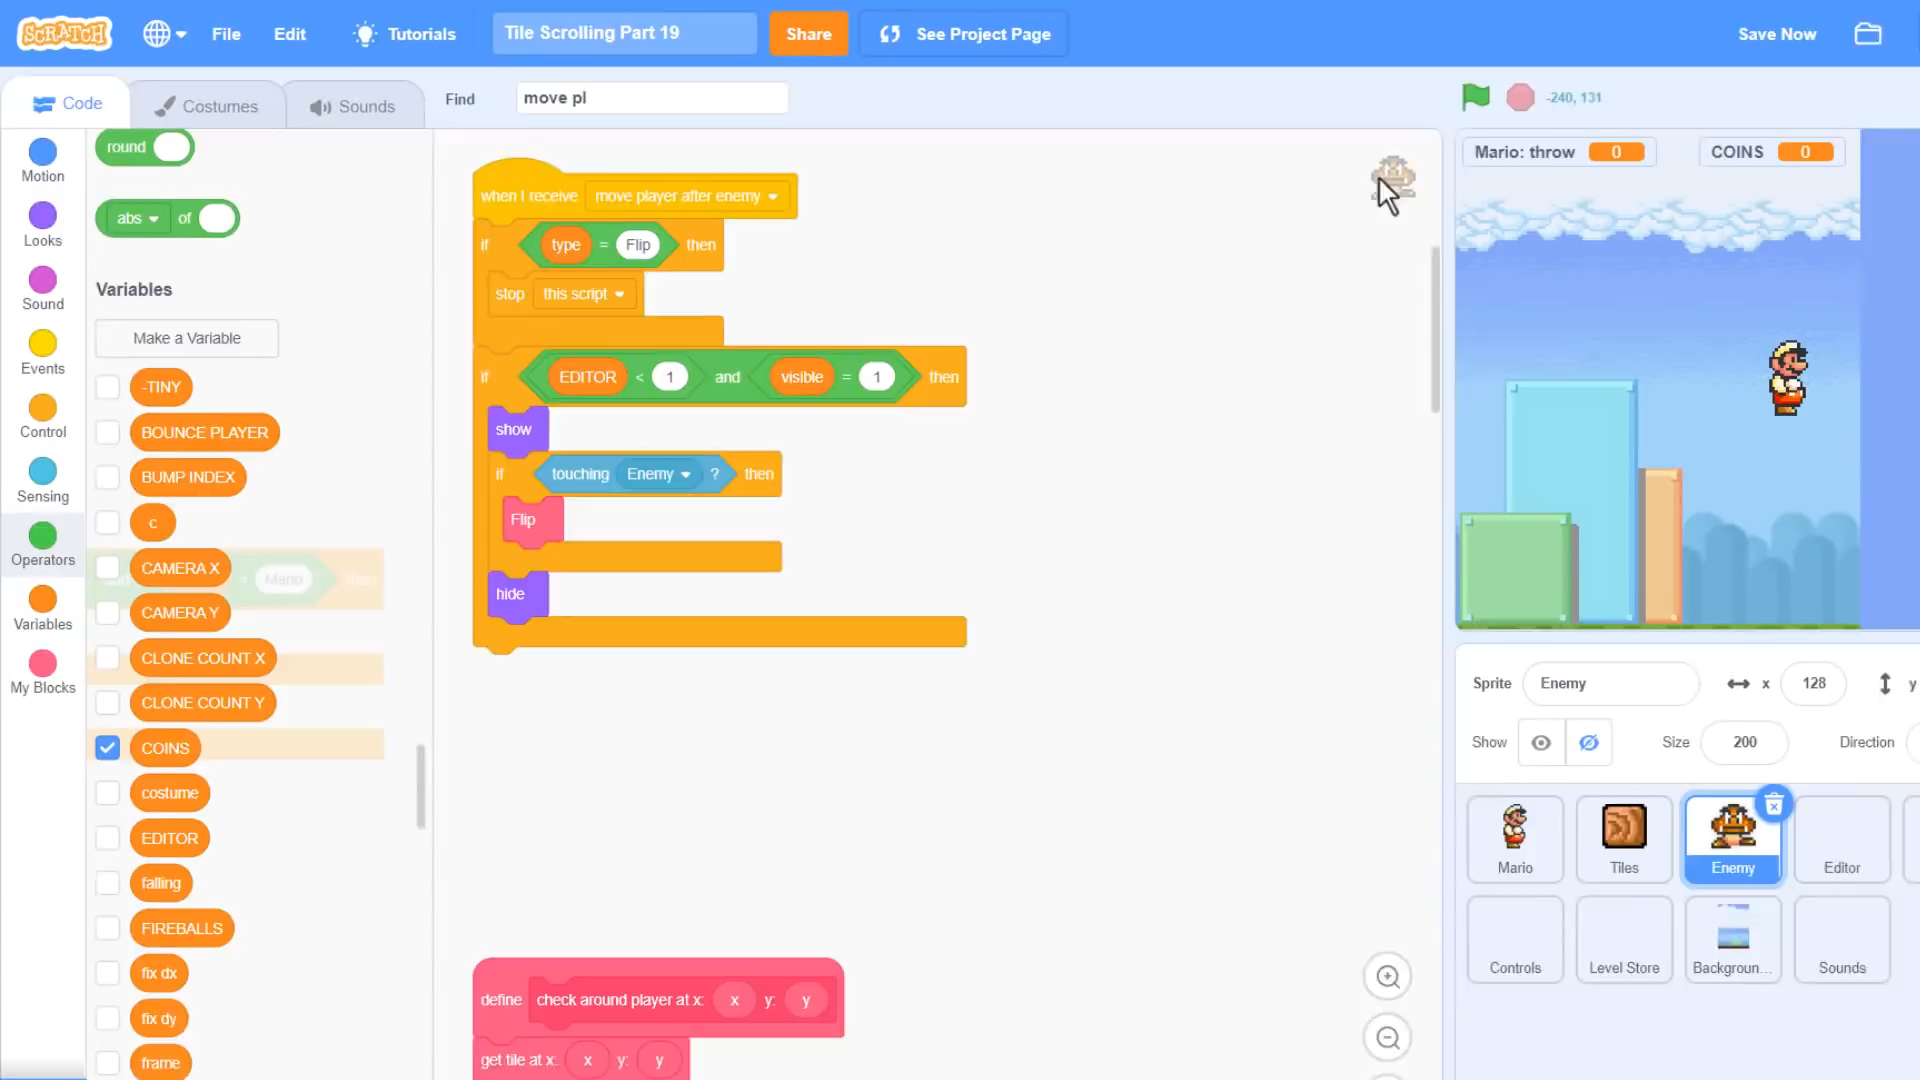 SCRATCH
File
Edit
Tutorials
Tile Scrolling Part 19
Share
See Project Page
Save Now
Code
Costumes
Sounds
Find
move pl
-240, 131
Motion
Looks
Sound
Events
Control
Sensing
Operators
Variables
My Blocks
round
abs of
Variables
Make a Variable
-TINY
BOUNCE PLAYER
BUMP INDEX
c
CAMERA X
= Mario
CAMERA Y
CLONE COUNT X
CLONE COUNT Y
COINS
costume
EDITOR
falling
FIREBALLS
fix dx
fix dy
frame
when I receive move player after enemy
if type = Flip then
stop this script
if EDITOR < 1 and visible = 1 then
show
if touching Enemy ? then
Flip
hide
define check around player at x: x y: y
get tile at x: x y: y
Mario: throw 0
COINS 0
Sprite Enemy x 128 y
Show Size 200 Direction
Mario
Tiles
Enemy
Editor
Controls
Level Store
Backgroun...
Sounds